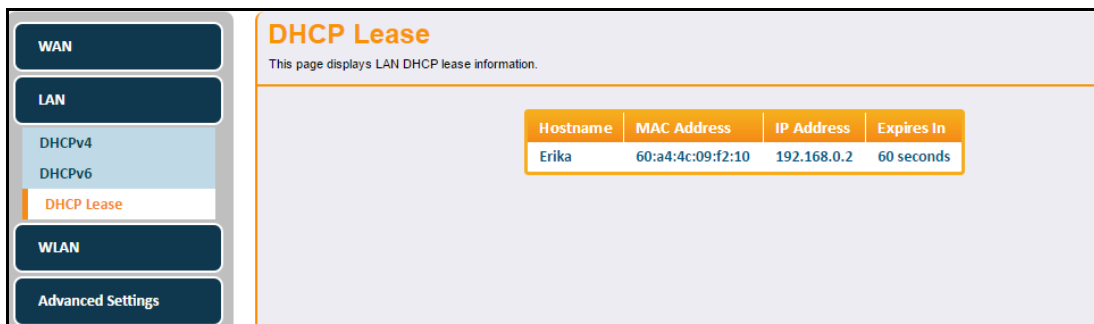 WAN
LAN
DHCPv4
DHCPv6
DHCP Lease
WLAN
Advanced Settings
DHCP Lease
This page displays LAN DHCP lease information.
Hostname MAC Address IP Address Expires In
Erika 60:a4:4c:09:f2:10 192.168.0.2 60 seconds